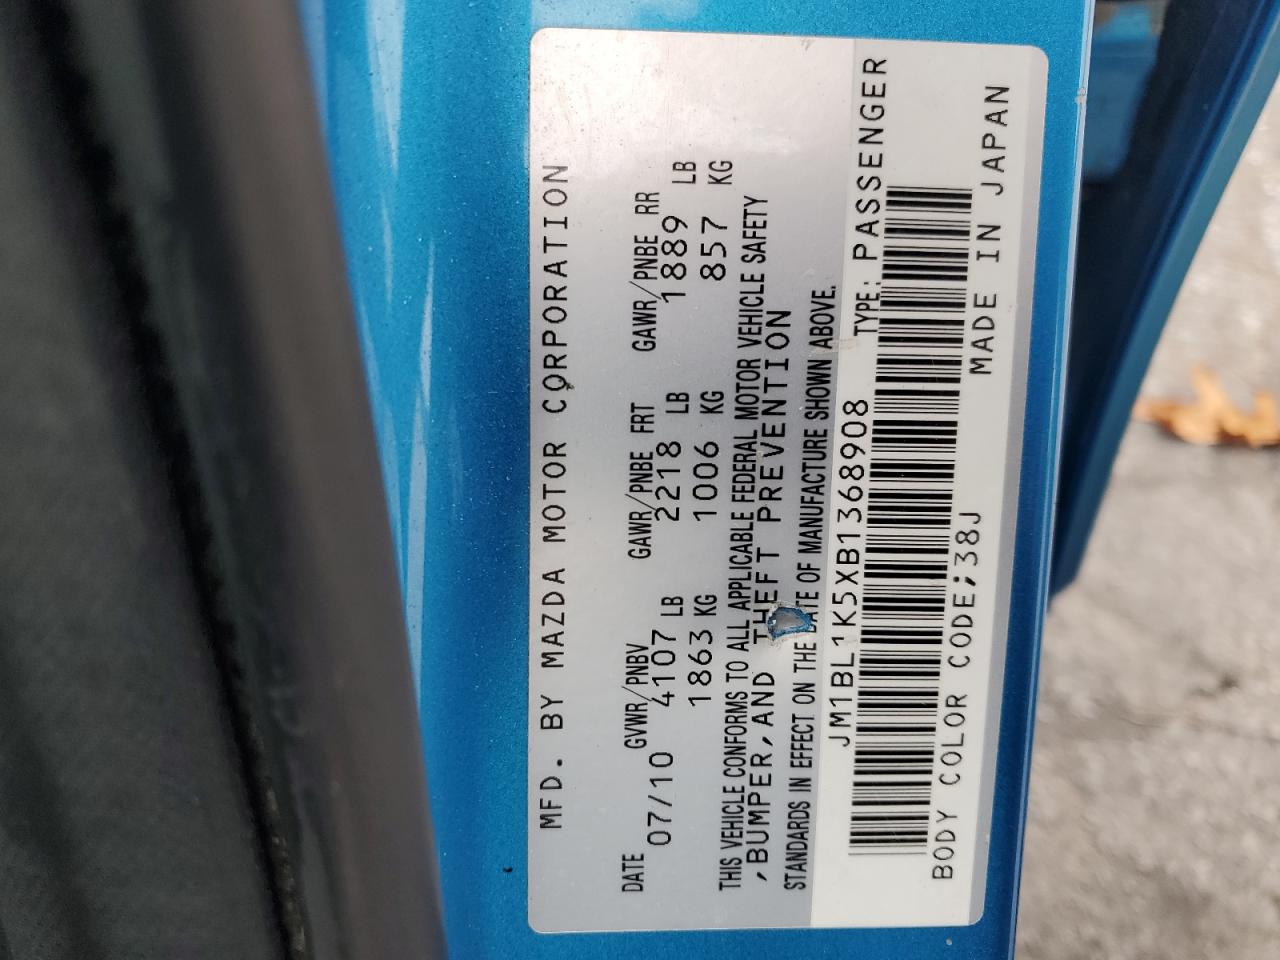 MFD. BY MAZDA MOTOR CORPORATION
DATE GVWR/PNBV GAWR/PNBE FRT GAWR/PNBE RR
07/10 4107 LB 2218 LB 1889 LB
1863 KG 1006 KG 857 KG
THIS VEHICLE CONFORMS TO ALL APPLICABLE FEDERAL MOTOR VEHICLE SAFETY
,BUMPER,AND THEFT PREVENTION
STANDARDS IN EFFECT ON THE DATE OF MANUFACTURE SHOWN ABOVE.
JM1BL1K5XB1368908 TYPE: PASSENGER
BODY COLOR CODE;38J MADE IN JAPAN